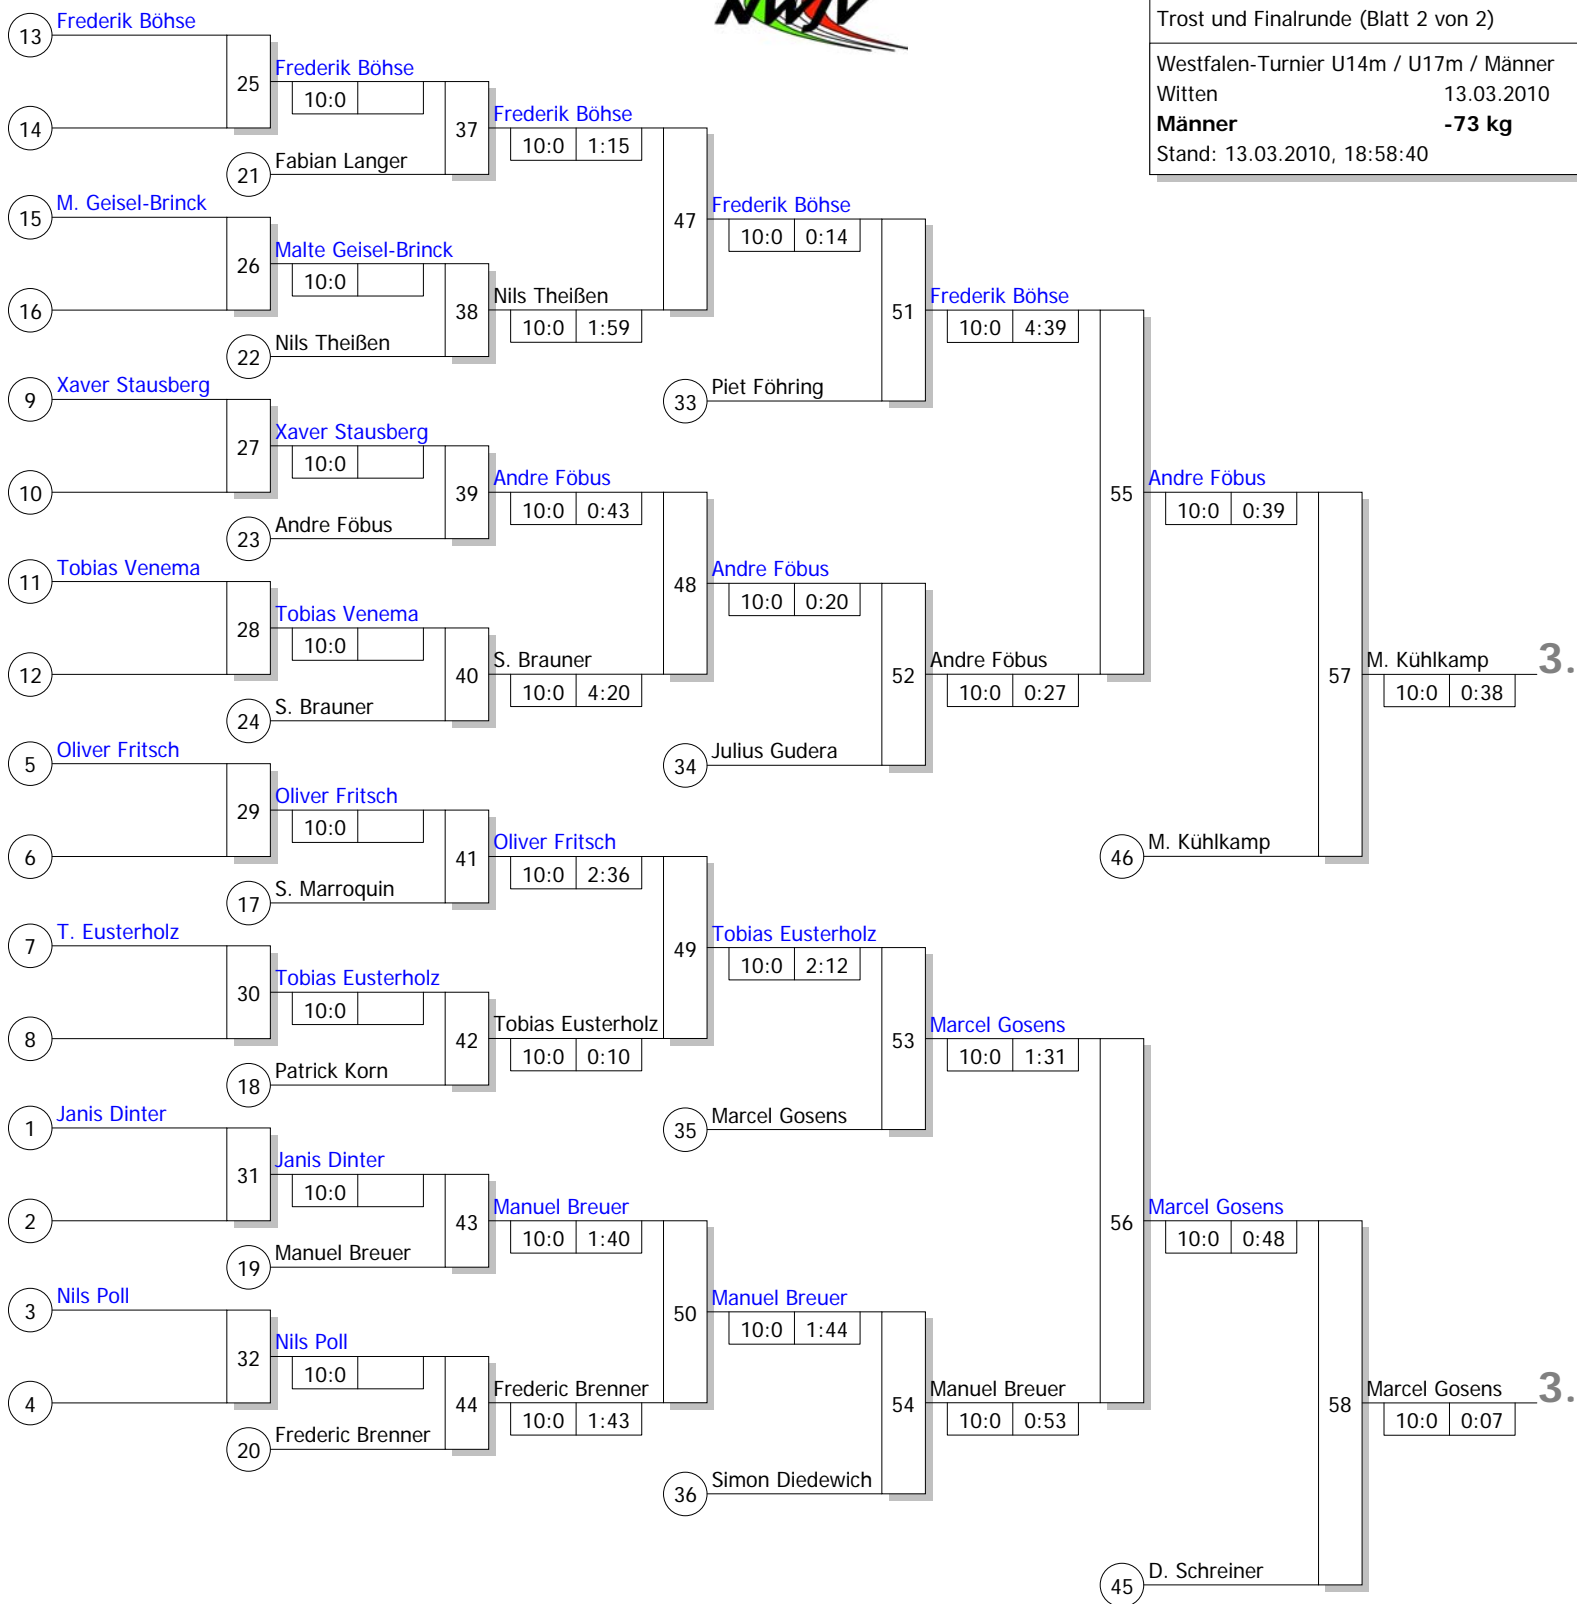 NWJV
Trost und Finalrunde (Blatt 2 von 2)
Westfalen-Turnier U14m / U17m / Männer
Witten 13.03.2010
Männer -73 kg
Stand: 13.03.2010, 18:58:40
13 Frederik Böhse
25 Frederik Böhse
10:0
14
37 Frederik Böhse
10:0 1:15
21 Fabian Langer
15 M. Geisel-Brinck
47 Frederik Böhse
10:0 0:14
26 Malte Geisel-Brinck
10:0
16
38 Nils Theißen
10:0 1:59
22 Nils Theißen
51 Frederik Böhse
10:0 4:39
33 Piet Föhring
9 Xaver Stausberg
27 Xaver Stausberg
10:0
10
39 Andre Föbus
10:0 0:43
23 Andre Föbus
55 Andre Föbus
10:0 0:39
11 Tobias Venema
48 Andre Föbus
10:0 0:20
28 Tobias Venema
10:0
12
40 S. Brauner
10:0 4:20
24 S. Brauner
52 Andre Föbus
10:0 0:27
34 Julius Gudera
57 M. Kühlkamp 3.
10:0 0:38
46 M. Kühlkamp
5 Oliver Fritsch
29 Oliver Fritsch
10:0
6
41 Oliver Fritsch
10:0 2:36
17 S. Marroquin
7 T. Eusterholz
49 Tobias Eusterholz
10:0 2:12
30 Tobias Eusterholz
10:0
8
42 Tobias Eusterholz
10:0 0:10
18 Patrick Korn
53 Marcel Gosens
10:0 1:31
35 Marcel Gosens
1 Janis Dinter
31 Janis Dinter
10:0
2
43 Manuel Breuer
10:0 1:40
19 Manuel Breuer
56 Marcel Gosens
10:0 0:48
3 Nils Poll
50 Manuel Breuer
10:0 1:44
32 Nils Poll
10:0
4
44 Frederic Brenner
10:0 1:43
20 Frederic Brenner
54 Manuel Breuer
10:0 0:53
36 Simon Diedewich
58 Marcel Gosens 3.
10:0 0:07
45 D. Schreiner